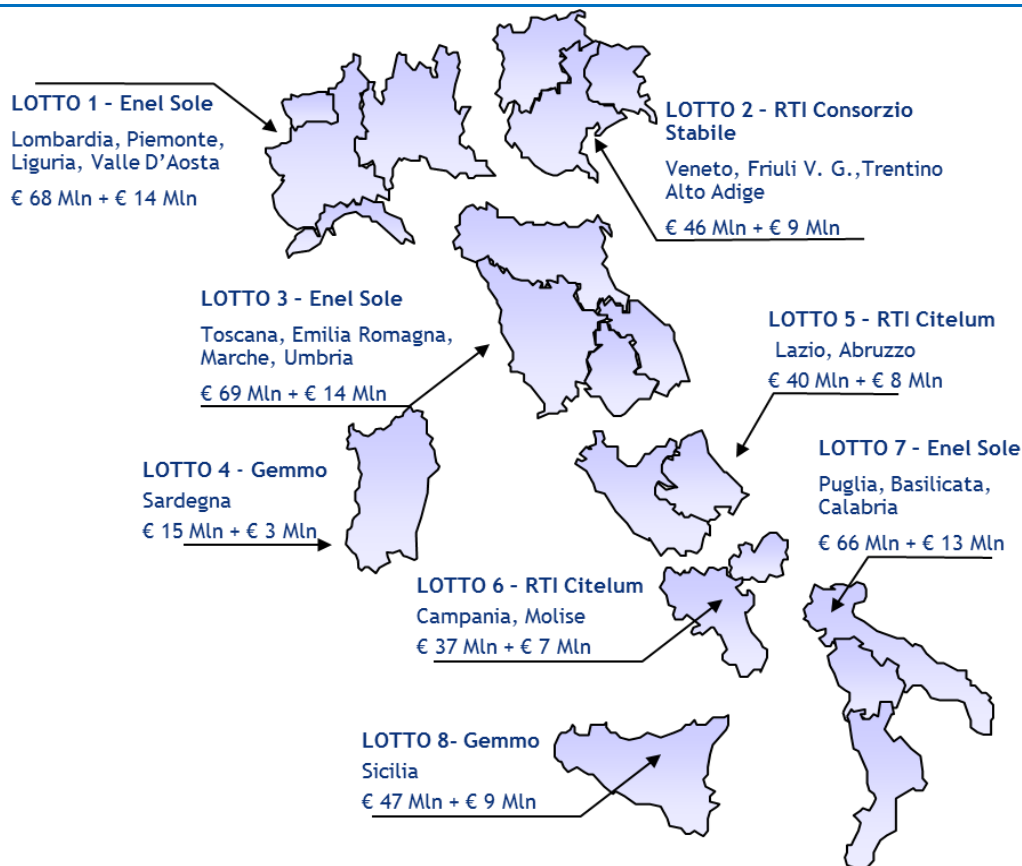 LOTTO 1 - Enel Sole
Lombardia, Piemonte,
Liguria, Valle D'Aosta
€ 68 Mln + € 14 Mln
LOTTO 2 - RTI Consorzio
Stabile
Veneto, Friuli V. G.,Trentino
Alto Adige
€ 46 Mln + € 9 Mln
LOTTO 3 - Enel Sole
Toscana, Emilia Romagna,
Marche, Umbria
€ 69 Mln + € 14 Mln
LOTTO 5 - RTI Citelum
Lazio, Abruzzo
€ 40 Mln + € 8 Mln
LOTTO 4 - Gemmo
Sardegna
€ 15 Mln + € 3 Mln
LOTTO 7 - Enel Sole
Puglia, Basilicata,
Calabria
€ 66 Mln + € 13 Mln
LOTTO 6 - RTI Citelum
Campania, Molise
€ 37 Mln + € 7 Mln
LOTTO 8- Gemmo
Sicilia
€ 47 Mln + € 9 Mln